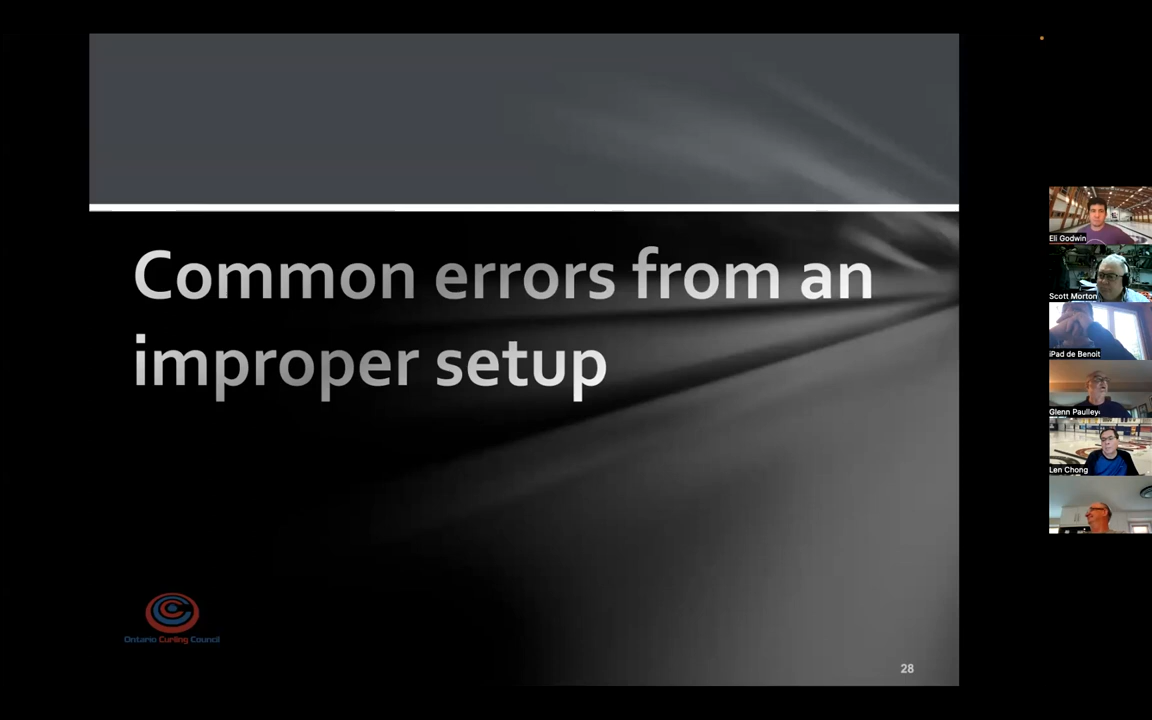 Common errors from an
improper setup
Ontario Curling Council
28
Eli Godwin
Scott Morton
iPad de Benoit
Glenn Paulley
Len Chong